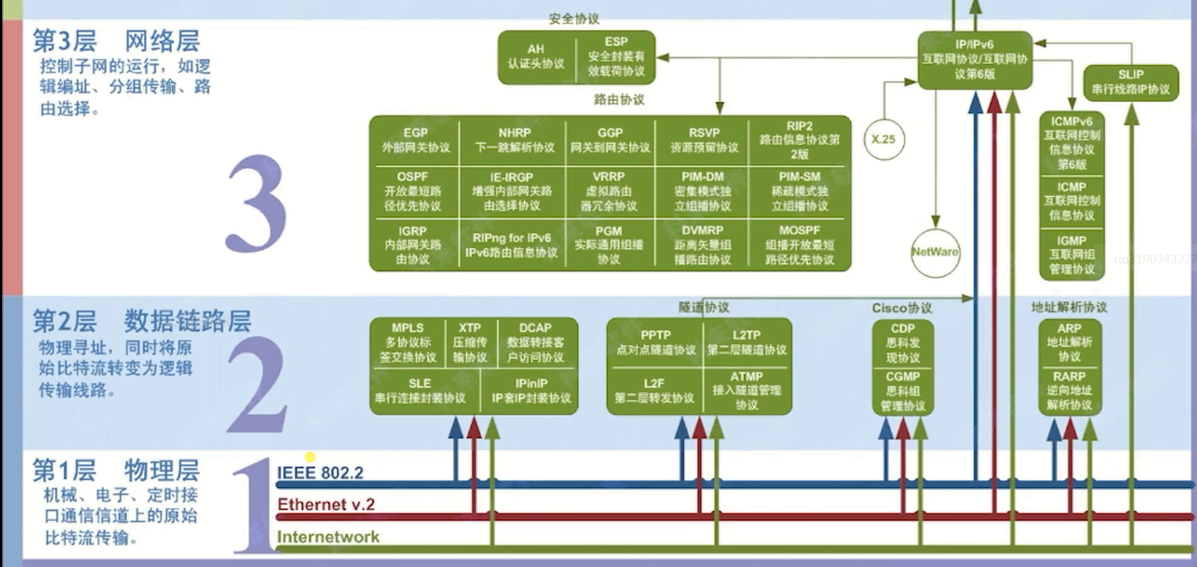 安全协议
第3层 网络层
控制子网的运行，如逻
辑编址、分组传输、路
由选择。
3
AH
认证头协议
ESP
安全封装有
效载荷协议
IP/IPv6
互联网协议/互联网协
议第6版
SLIP
串行线路IP协议
X.25
NetWare
ICMPv6
互联网控制
信息协议
第6版
ICMP
互联网控制
信息协议
IGMP
互联网组
管理协议
路由协议
EGP
外部网关协议
NHRP
下一跳解析协议
GGP
网关到网关协议
RSVP
资源预留协议
RIP2
路由信息协议第
2版
OSPF
开放最短路
径优先协议
IE-IRGP
增强内部网关路
由选择协议
VRRP
虚拟路由
器冗余协议
PIM-DM
密集模式独
立组播协议
PIM-SM
稀疏模式独
立组播协议
IGRP
内部网关路
由协议
RIPng for IPv6
IPv6路由信息协议
PGM
实际通用组播
协议
DVMRP
距离矢量组
播路由协议
MOSPF
组播开放最短
路径优先协议
第2层 数据链路层
物理寻址，同时将原
始比特流转变为逻辑
传输线路。
2
MPLS
多协议标
签交换协议
XTP
压缩传
输协议
DCAP
数据转接客
户访问协议
SLE
串行连接封装协议
IPinIP
IP套IP封装协议
隧道协议
PPTP
点对点隧道协议
L2TP
第二层隧道协议
L2F
第二层转发协议
ATMP
接入隧道管理
协议
Cisco协议
CDP
思科发
现协议
CGMP
思科组
管理协议
地址解析协议
ARP
地址解析
协议
RARP
逆向地址
解析协议
第1层 物理层
机械、电子、定时接
口通信信道上的原始
比特流传输。
1
IEEE 802.2
Ethernet v.2
Internetwork